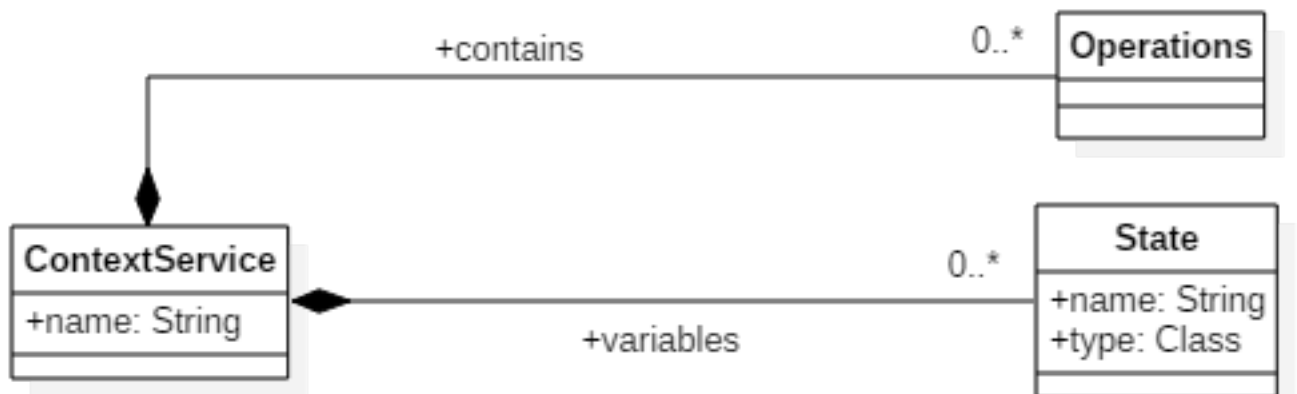 +contains
0..*
Operations
ContextService
+name: String
0..*
+variables
State
+name: String
+type: Class